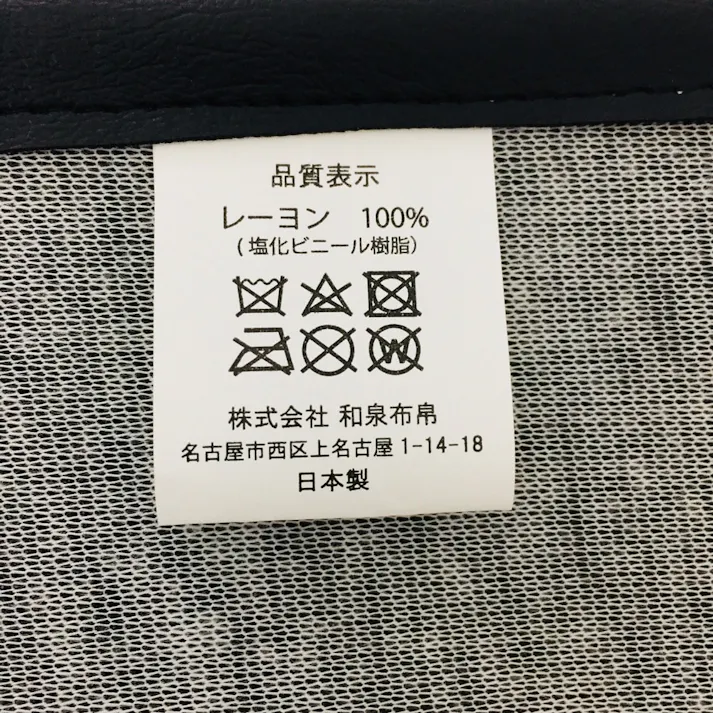 品質表示
レーヨン 100%
(塩化ビニール樹脂)
W
株式会社 和泉布帛
名古屋市西区上名古屋 1-14-18
日本製